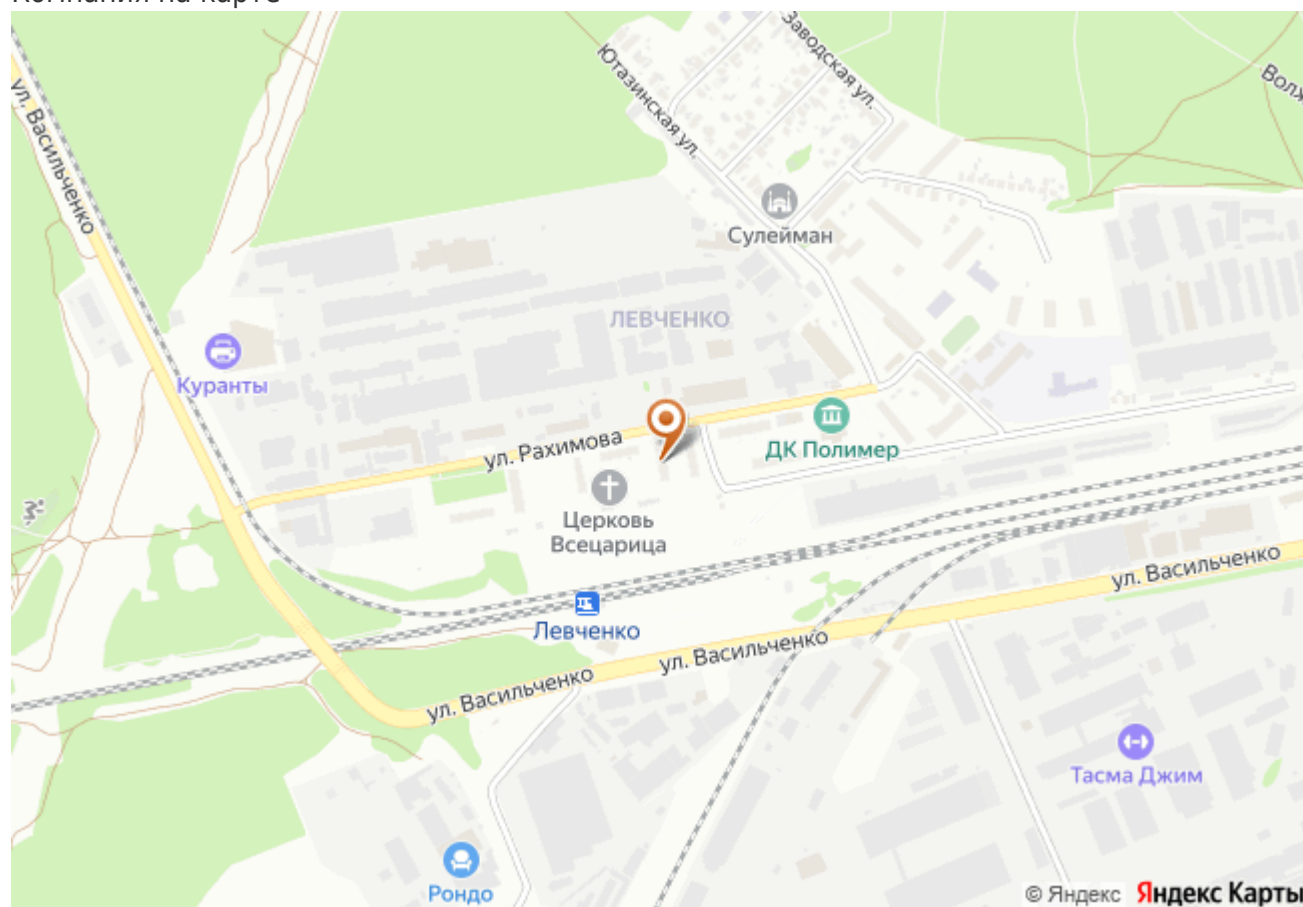 Компания на карте
Заводская ул.
Ютазинская ул.
ул. Васильченко
Сулейман
ЛЕВЧЕНКО
Куранты
ул. Рахимова
ДК Полимер
Церковь
Всецарица
ул. Васильченко
Левченко
ул. Васильченко
ул. Васильченко
Тасма Джим
Рондо
© Яндекс Яндекс Карты